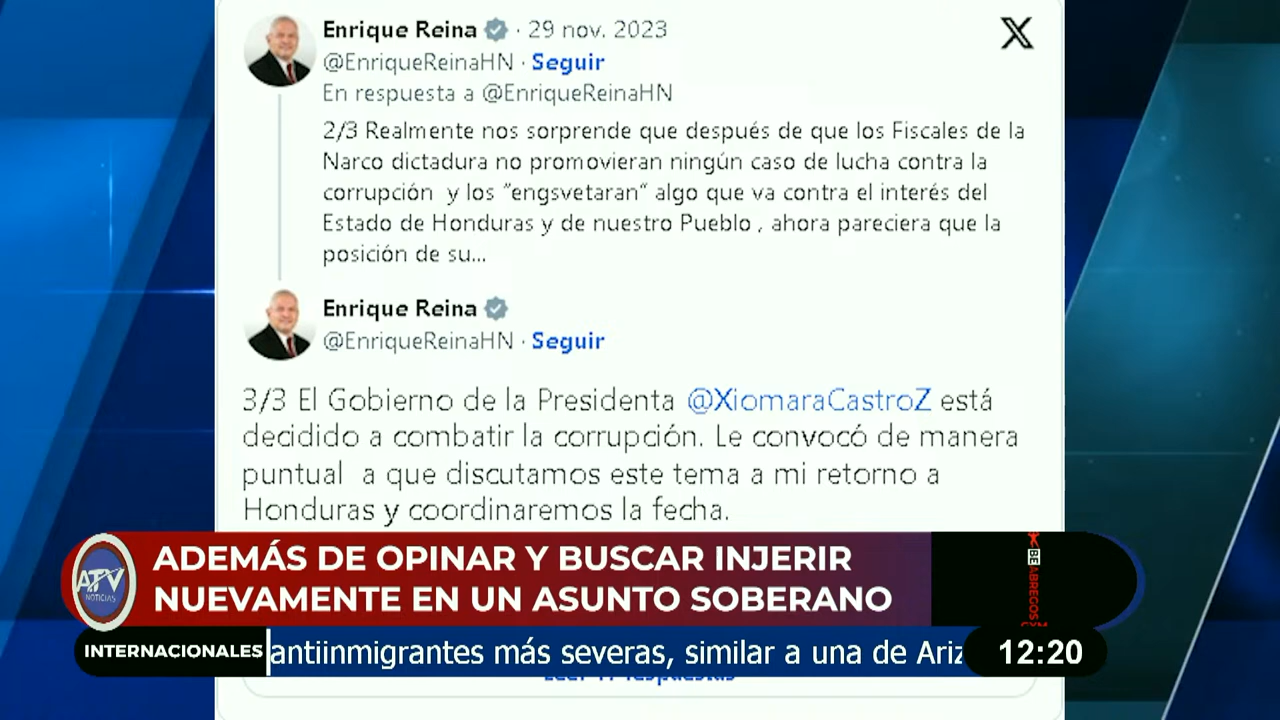 Enrique Reina · 29 nov. 2023
@EnriqueReinaHN · Seguir
En respuesta a @EnriqueReinaHN
2/3 Realmente nos sorprende que después de que los Fiscales de la
Narco dictadura no promovieran ningún caso de lucha contra la
corrupción y los "engsvetaran" algo que va contra el interés del
Estado de Honduras y de nuestro Pueblo , ahora pareciera que la
posición de su...
Enrique Reina
@EnriqueReinaHN · Seguir
3/3 El Gobierno de la Presidenta @XiomaraCastroZ está
decidido a combatir la corrupción. Le convocó de manera
puntual a que discutamos este tema a mi retorno a
Honduras y coordinaremos la fecha.
ATV
NOTICIAS
ADEMÁS DE OPINAR Y BUSCAR INJERIR
NUEVAMENTE EN UN ASUNTO SOBERANO
BEABREGOSGYM
INTERNACIONALES
antiinmigrantes más severas, similar a una de Ariz
12:20